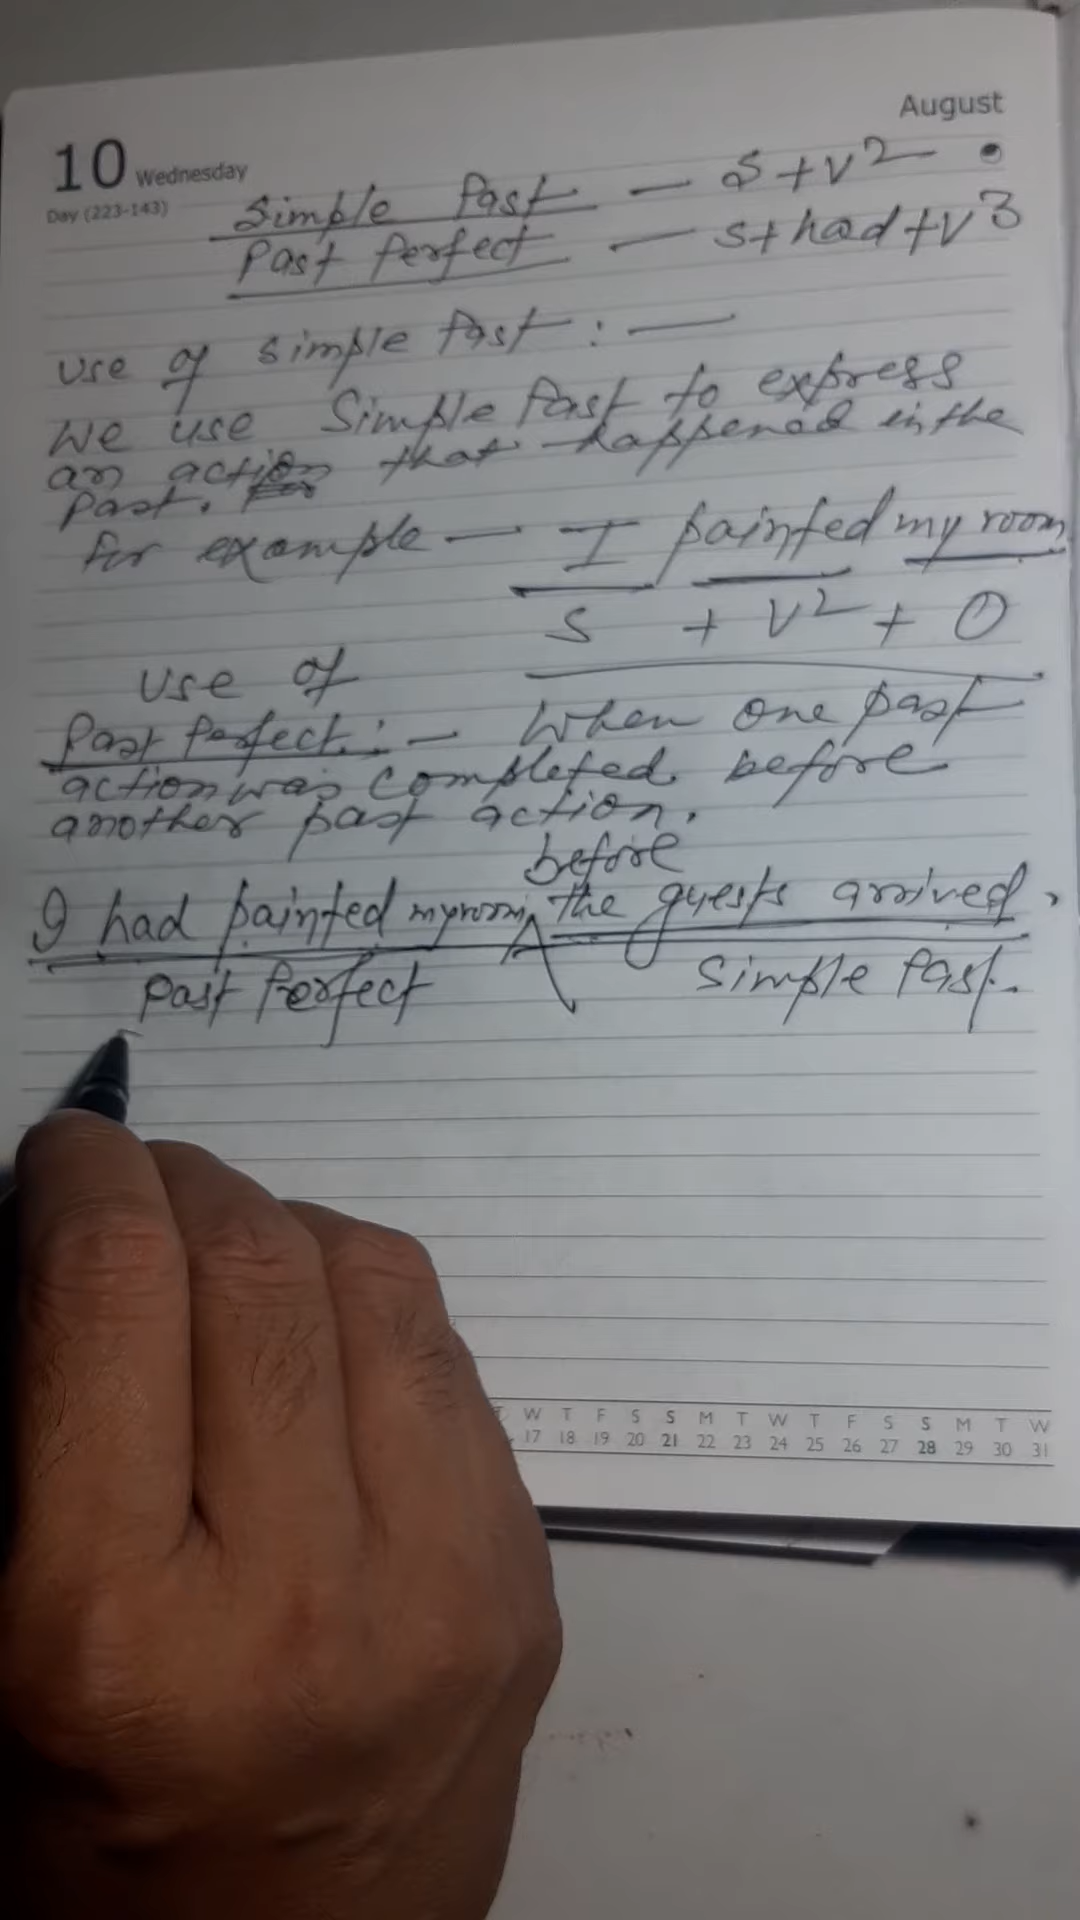 August
10 Wednesday
Day (223-143)
Simple Past — S+V2
Past Perfect — S+had+V3
Use of Simple Past : —
We use Simple Past to express
an action that happened in the
Past.
For example — I painted my room
S + V2 + O
Use of
Past Perfect :- When one past
action was completed before
another past action.
before
I had painted my room, the guests arrived.
Past Perfect Simple Past.
W T F S S M T W T F S S M T W
17 18 19 20 21 22 23 24 25 26 27 28 29 30 31